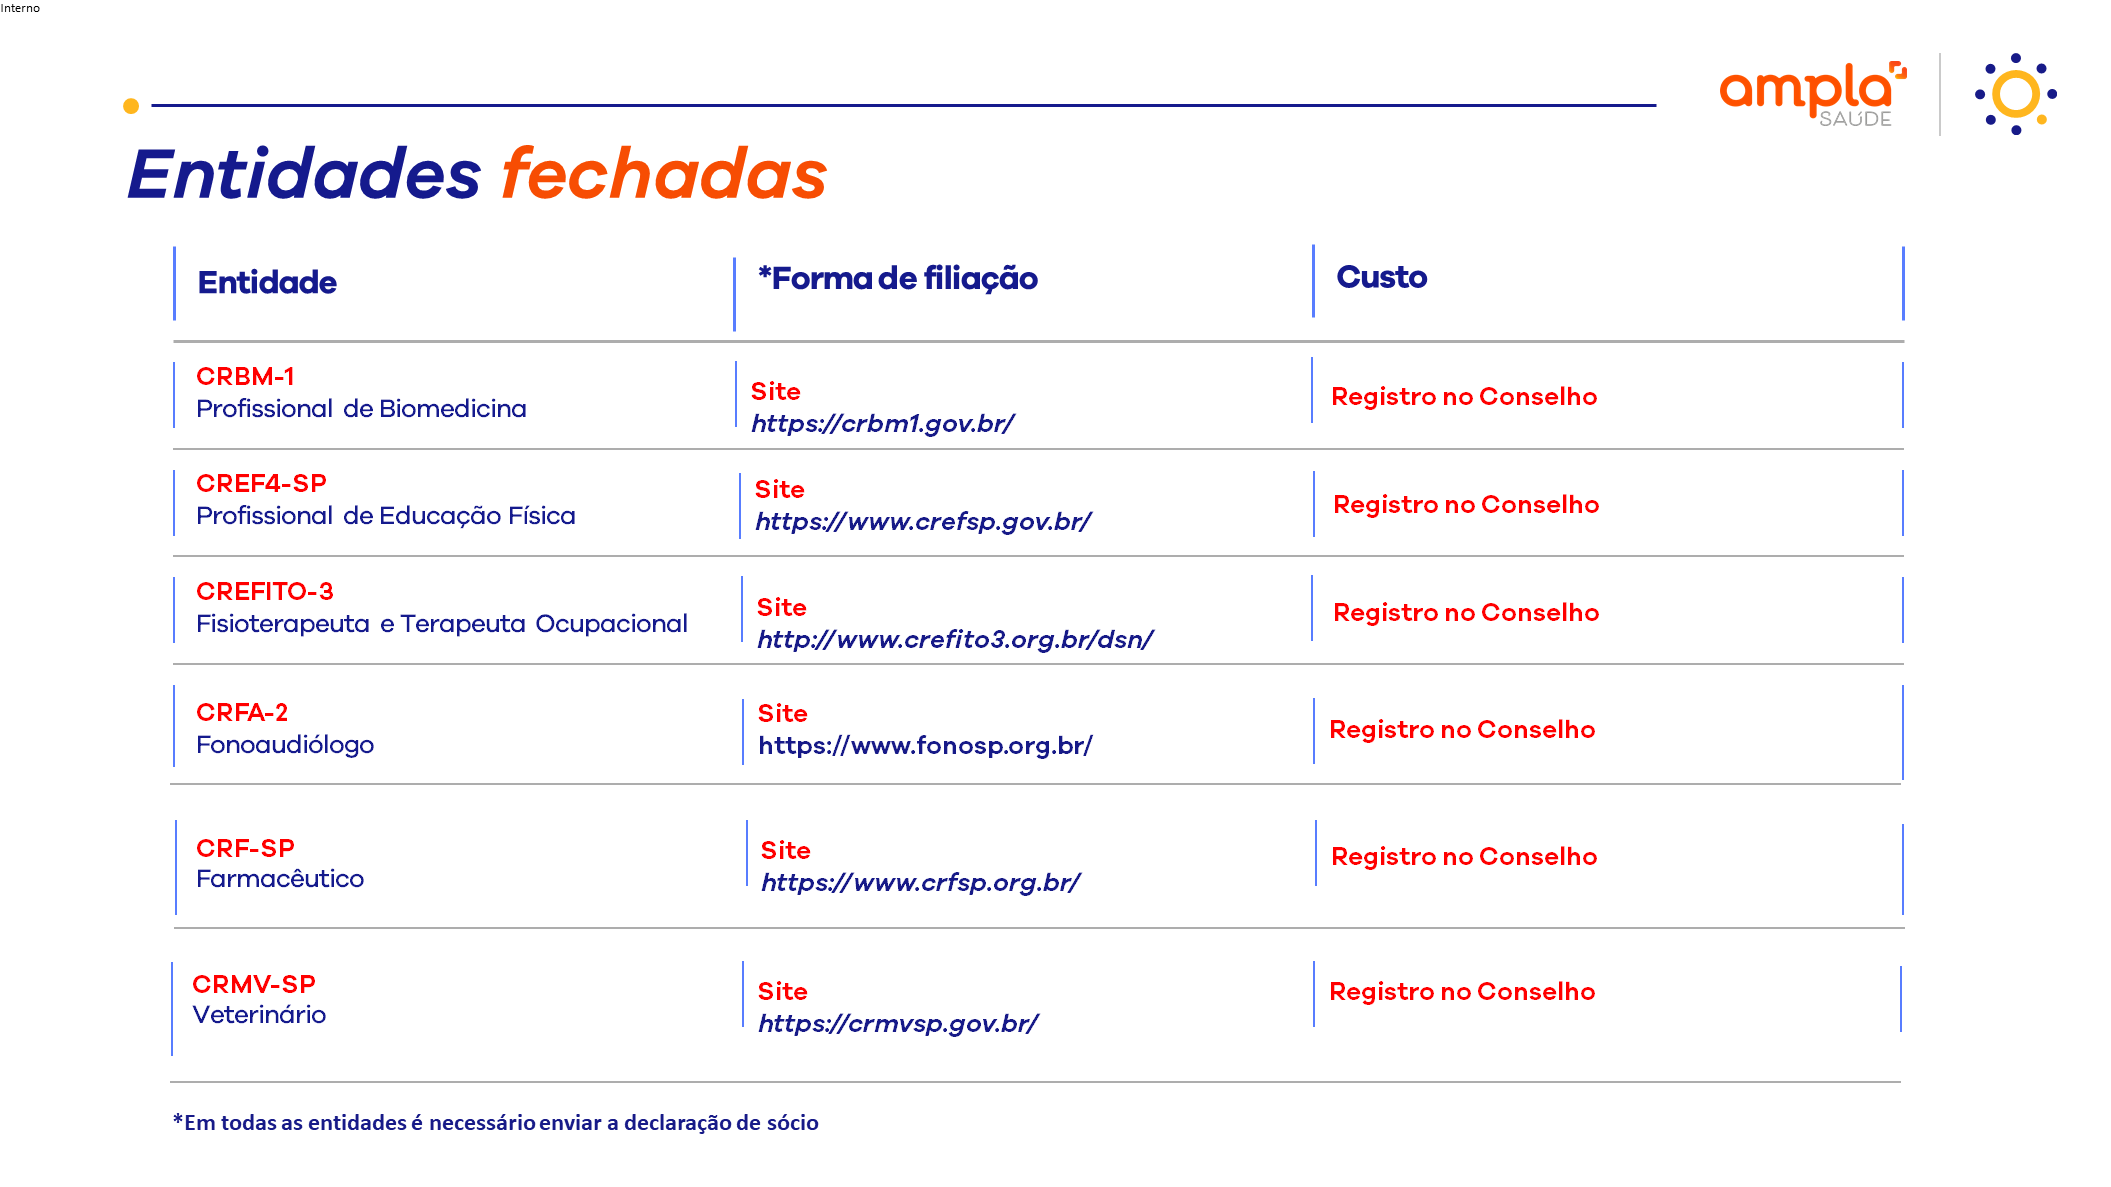 Interno
ampla
SAÚDE
Entidades fechadas
Entidade
*Forma de filiação
Custo
CRBM-1
Profissional de Biomedicina
Site
https://crbm1.gov.br/
Registro no Conselho
CREF4-SP
Profissional de Educação Física
Site
https://www.crefsp.gov.br/
Registro no Conselho
CREFITO-3
Fisioterapeuta e Terapeuta Ocupacional
Site
http://www.crefito3.org.br/dsn/
Registro no Conselho
CRFA-2
Fonoaudiólogo
Site
https://www.fonosp.org.br/
Registro no Conselho
CRF-SP
Farmacêutico
Site
https://www.crfsp.org.br/
Registro no Conselho
CRMV-SP
Veterinário
Site
https://crmvsp.gov.br/
Registro no Conselho
*Em todas as entidades é necessário enviar a declaração de sócio